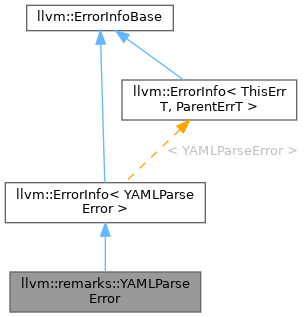 llvm::ErrorInfoBase
llvm::ErrorInfo< ThisErr
T, ParentErrT >
< YAMLParseError >
llvm::ErrorInfo< YAMLParse
Error >
llvm::remarks::YAMLParse
Error